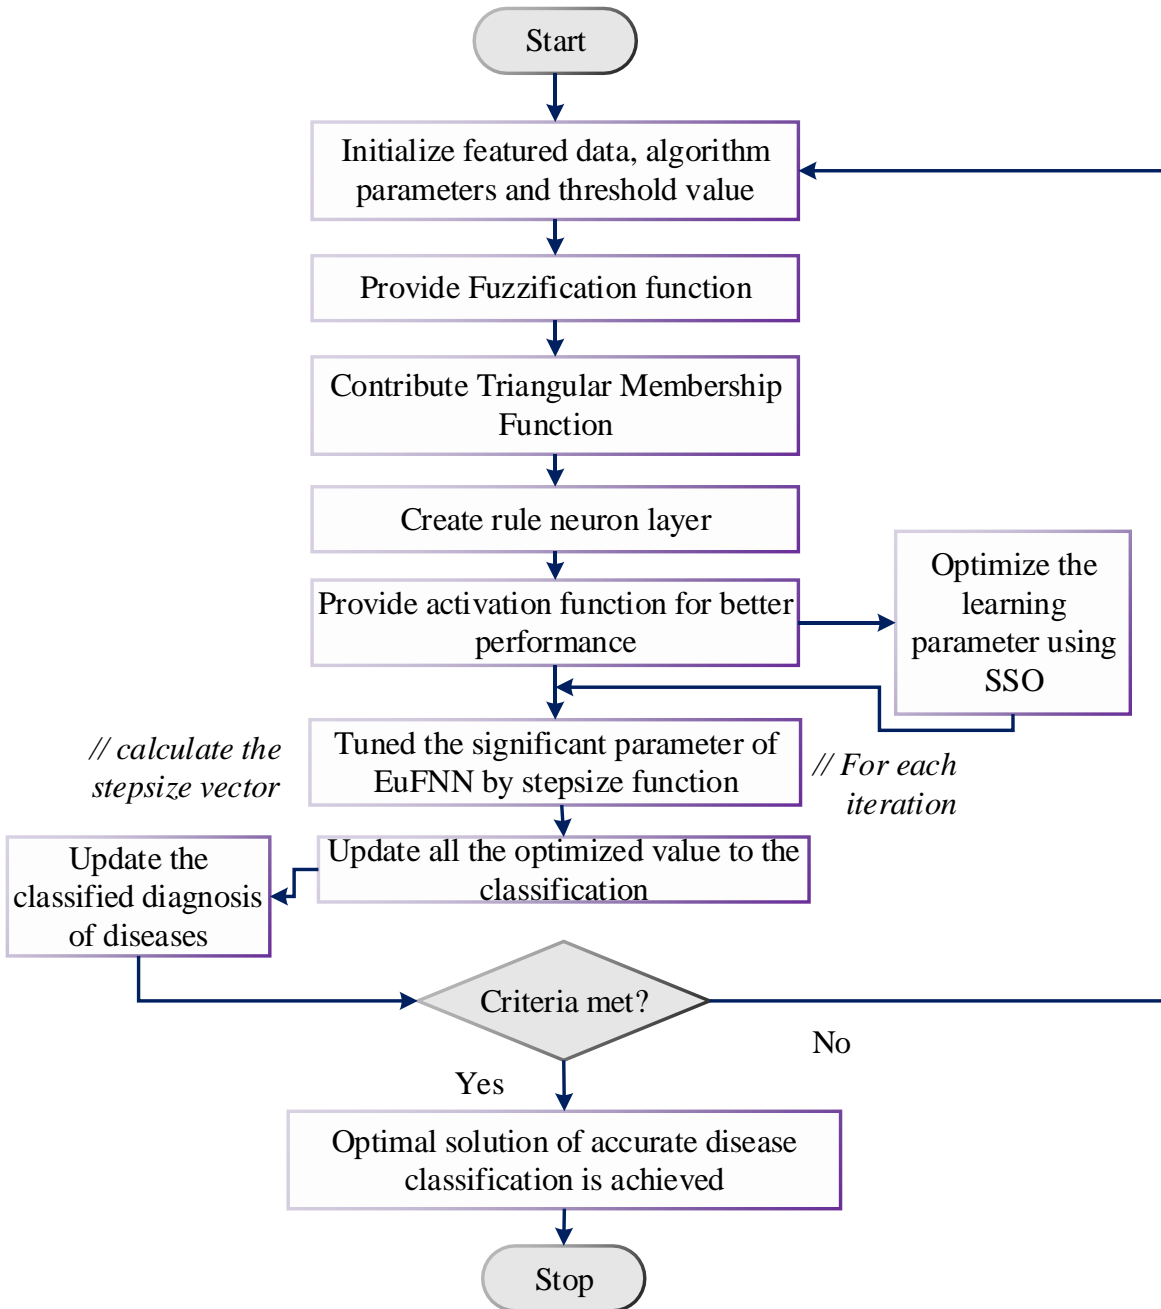 Start
Initialize featured data, algorithm
parameters and threshold value
Provide Fuzzification function
Contribute Triangular Membership
Function
Create rule neuron layer
Provide activation function for better
performance
Optimize the
learning
parameter using
SSO
// calculate the
stepsize vector
Tuned the significant parameter of
EuFNN by stepsize function
// For each
iteration
Update all the optimized value to the
classification
Update the
classified diagnosis
of diseases
Criteria met?
No
Yes
Optimal solution of accurate disease
classification is achieved
Stop